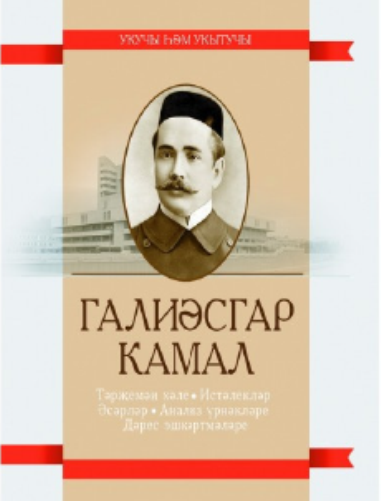 УКУЧЫ ҺӘМ УКЫТУЧЫ
ГАЛИӘСГАР
КАМАЛ
Тәрҗемәи хәле • Истәлекләр
Әсәрләр • Анализ үрнәкләре
Дәрес эшкәртмәләре